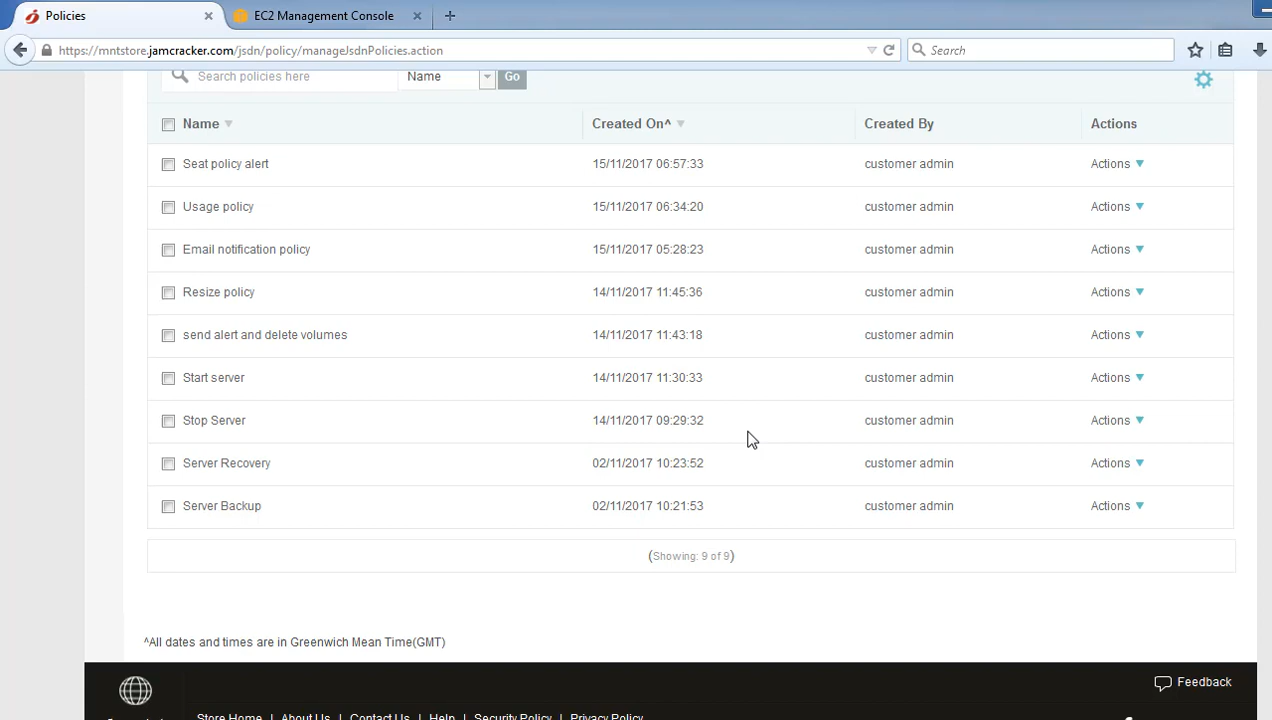 Policies
EC2 Management Console
https://mntstore.jamcracker.com/jsdn/policy/manageJsdnPolicies.action
Search
Search policies here
Name
Go
Name Created On^ Created By Actions
Seat policy alert 15/11/2017 06:57:33 customer admin Actions
Usage policy 15/11/2017 06:34:20 customer admin Actions
Email notification policy 15/11/2017 05:28:23 customer admin Actions
Resize policy 14/11/2017 11:45:36 customer admin Actions
send alert and delete volumes 14/11/2017 11:43:18 customer admin Actions
Start server 14/11/2017 11:30:33 customer admin Actions
Stop Server 14/11/2017 09:29:32 customer admin Actions
Server Recovery 02/11/2017 10:23:52 customer admin Actions
Server Backup 02/11/2017 10:21:53 customer admin Actions
(Showing: 9 of 9)
^All dates and times are in Greenwich Mean Time(GMT)
Feedback
Store Home | About Us | Contact Us | Help | Security Policy | Privacy Policy